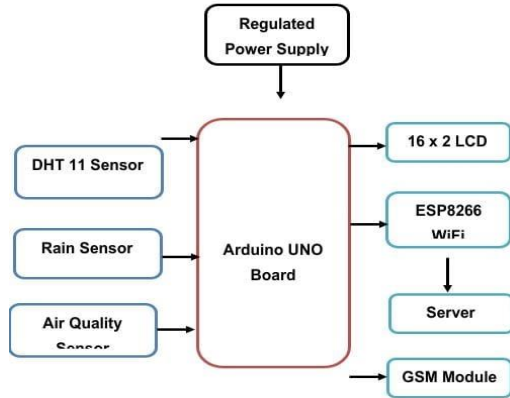 Regulated
Power Supply
DHT 11 Sensor
Rain Sensor
Air Quality
Sensor
Arduino UNO
Board
16 x 2 LCD
ESP8266
WiFi
Server
GSM Module